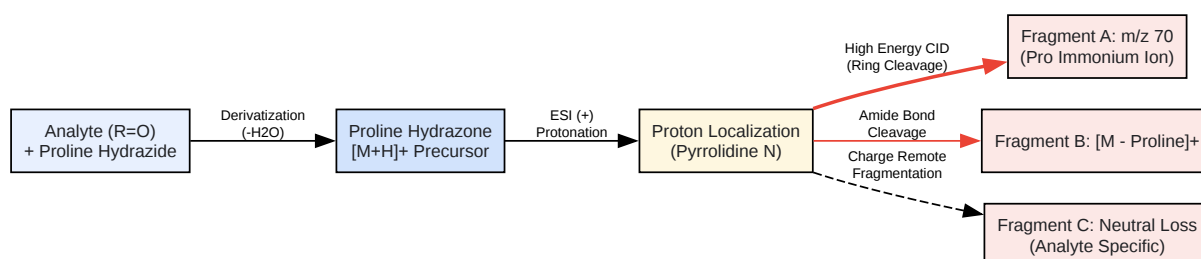 Analyte (R=O)
+ Proline Hydrazide
Derivatization
(-H2O)
Proline Hydrazone
[M+H]+ Precursor
ESI (+)
Protonation
Proton Localization
(Pyrrolidine N)
High Energy CID
(Ring Cleavage)
Fragment A: m/z 70
(Pro Immonium Ion)
Amide Bond
Cleavage
Fragment B: [M - Proline]+
Charge Remote
Fragmentation
Fragment C: Neutral Loss
(Analyte Specific)